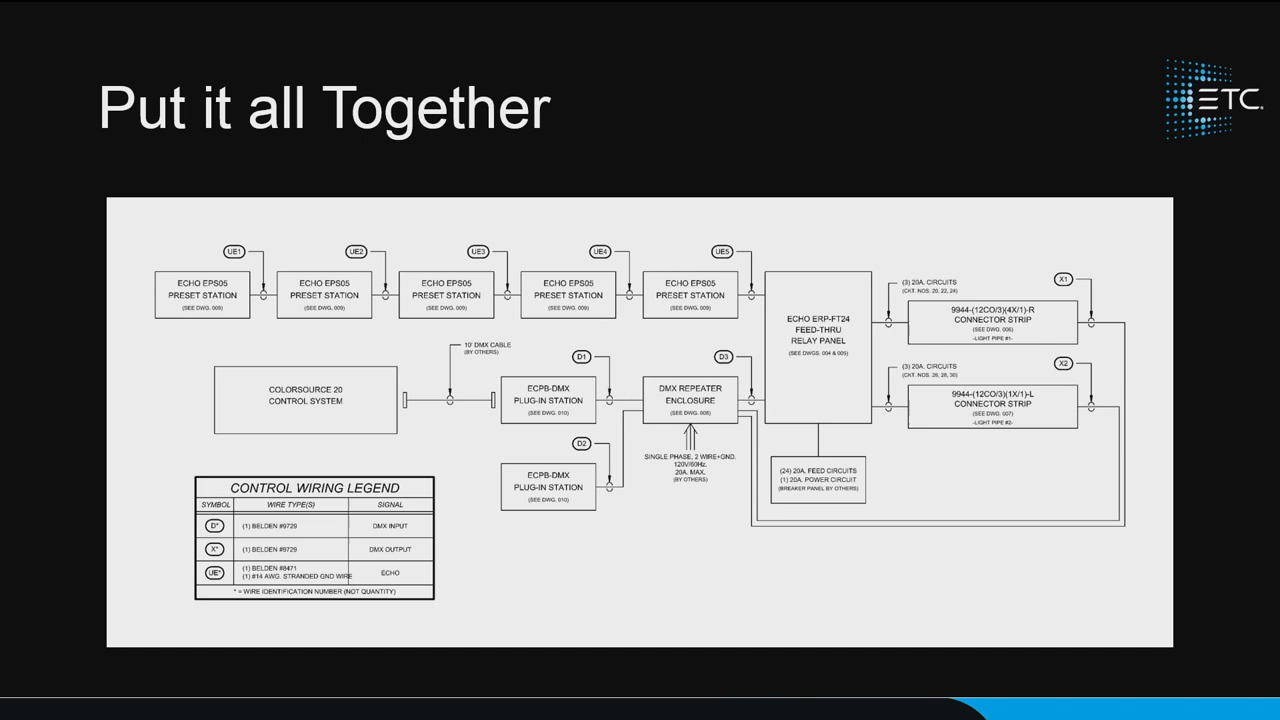 Put it all Together
ETC.
UE1
UE2
UE3
UE4
UE5
ECHO EPS05
PRESET STATION
(SEE DWG. 009)
ECHO EPS05
PRESET STATION
(SEE DWG. 009)
ECHO EPS05
PRESET STATION
(SEE DWG. 009)
ECHO EPS05
PRESET STATION
(SEE DWG. 009)
ECHO EPS05
PRESET STATION
(SEE DWG. 009)
ECHO ERP-FT24
FEED-THRU
RELAY PANEL
(SEE DWGS. 004 & 005)
(3) 20A. CIRCUITS
(CKT. NOS. 20, 22, 24)
X1
9944-(12CO/3)(4X/1)-R
CONNECTOR STRIP
(SEE DWG. 006)
-LIGHT PIPE #1-
(3) 20A. CIRCUITS
(CKT. NOS. 26, 28, 30)
X2
9944-(12CO/3)(1X/1)-L
CONNECTOR STRIP
(SEE DWG. 007)
-LIGHT PIPE #2-
COLORSOURCE 20
CONTROL SYSTEM
10' DMX CABLE
(BY OTHERS)
D1
ECPB-DMX
PLUG-IN STATION
(SEE DWG. 010)
D3
DMX REPEATER
ENCLOSURE
(SEE DWG. 008)
D2
ECPB-DMX
PLUG-IN STATION
(SEE DWG. 010)
SINGLE PHASE, 2 WIRE+GND.
120V/60Hz.
20A. MAX.
(BY OTHERS)
(24) 20A. FEED CIRCUITS
(1) 20A. POWER CIRCUIT
(BREAKER PANEL BY OTHERS)
CONTROL WIRING LEGEND
SYMBOL WIRE TYPE(S) SIGNAL
D* (1) BELDEN #9729 DMX INPUT
X* (1) BELDEN #9729 DMX OUTPUT
UE* (1) BELDEN #8471 ECHO
(1) #14 AWG. STRANDED GND WIRE
* = WIRE IDENTIFICATION NUMBER (NOT QUANTITY)